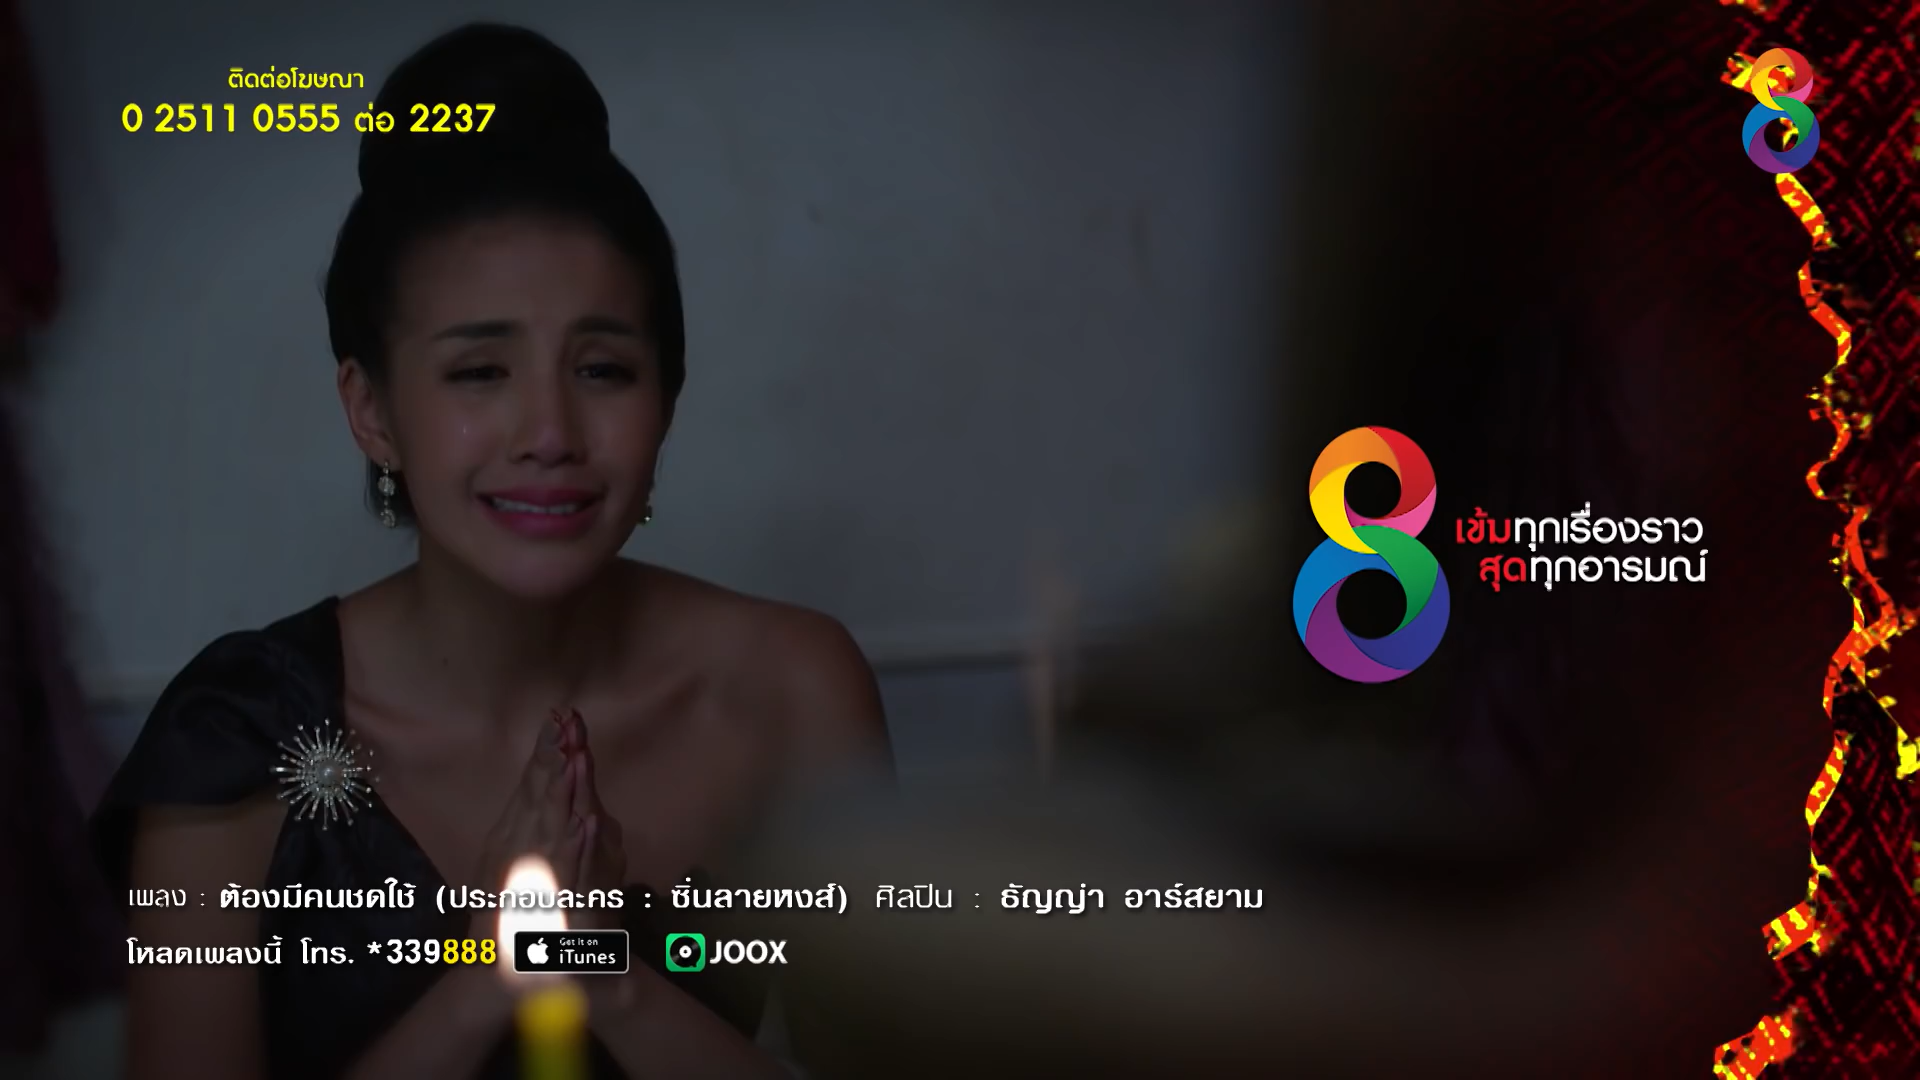 ติดต่อโฆษณา
0 2511 0555 ต่อ 2237
8
8
เข้มทุกเรื่องราว
สุดทุกอารมณ์
เพลง : ต้องมีคนชดใช้ (ประกอบละคร : ซิ่นลายหงส์) ศิลปิน : ธัญญ่า อาร์สยาม
โหลดเพลงนี้ โทร. *339888 Get it on iTunes JOOX